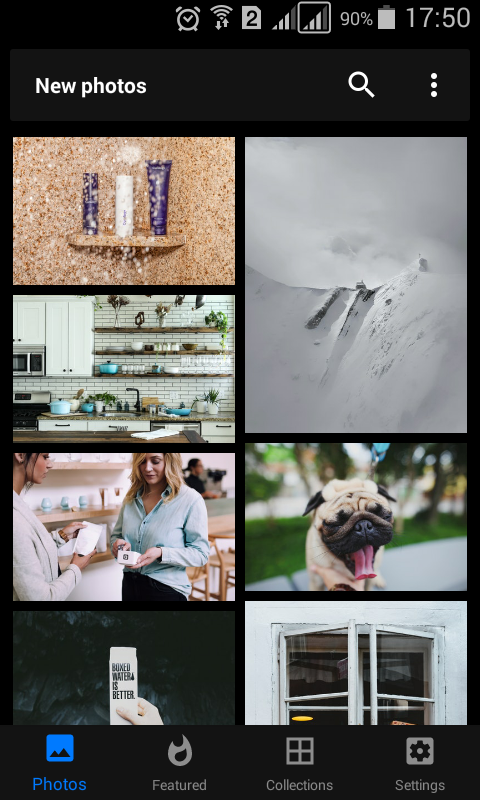 2
90%
17:50
New photos
BOXED
WATER
IS
BETTER.
Photos
Featured
Collections
Settings